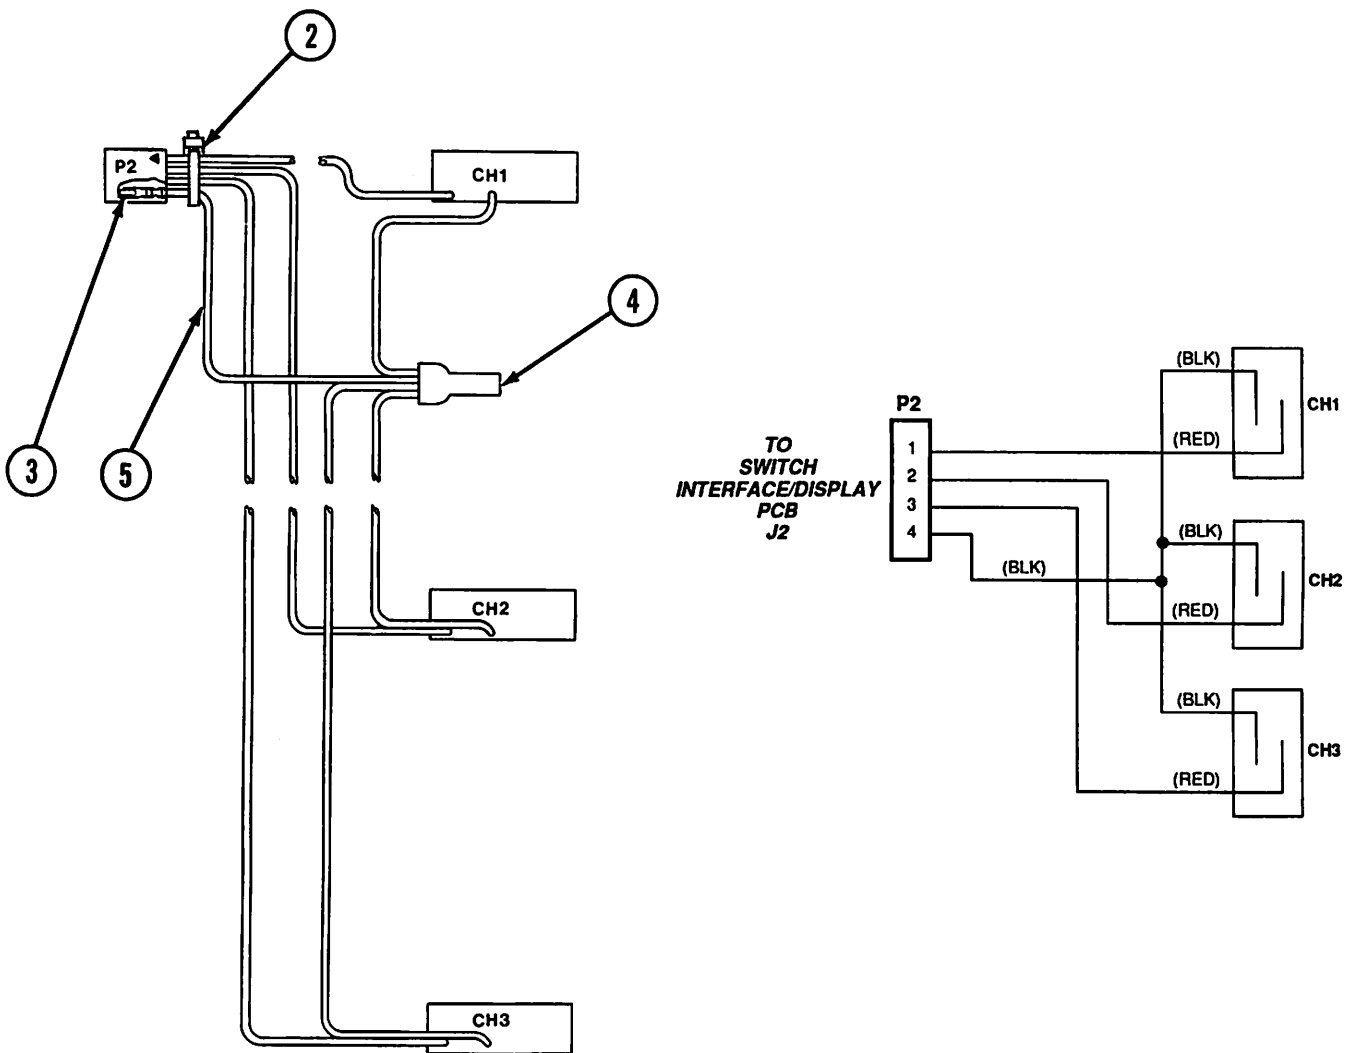 2
P2
CH1
4
3
5
CH2
CH3
TO
SWITCH
INTERFACE/DISPLAY
PCB
J2
P2
1
2
3
4
(BLK)
(BLK)
(RED)
CH1
(BLK)
(RED)
CH2
(BLK)
(RED)
CH3